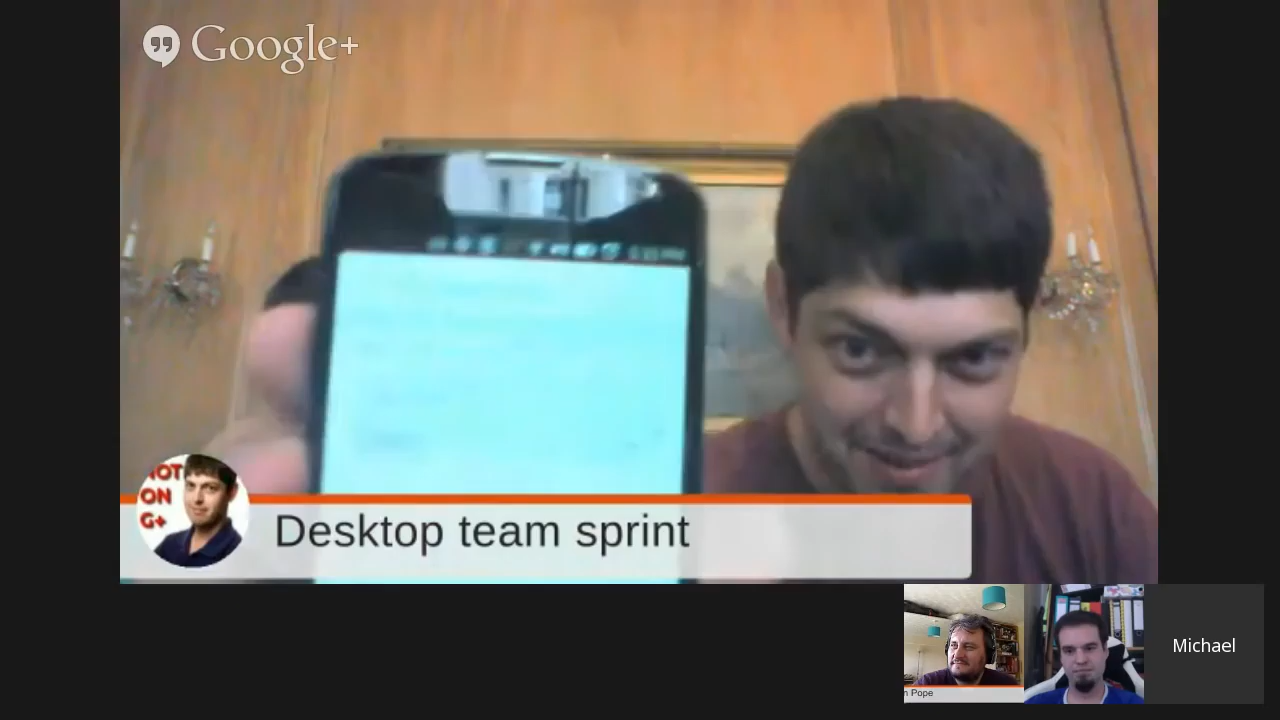 Google+
NOT
ON
G+
Desktop team sprint
n Pope
Michael